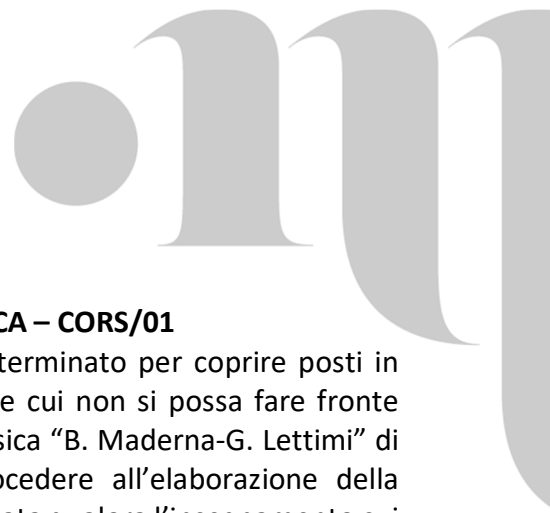 CA – CORS/01
terminato per coprire posti in
e cui non si possa fare fronte
sica “B. Maderna-G. Lettimi” di
ocedere all’elaborazione della